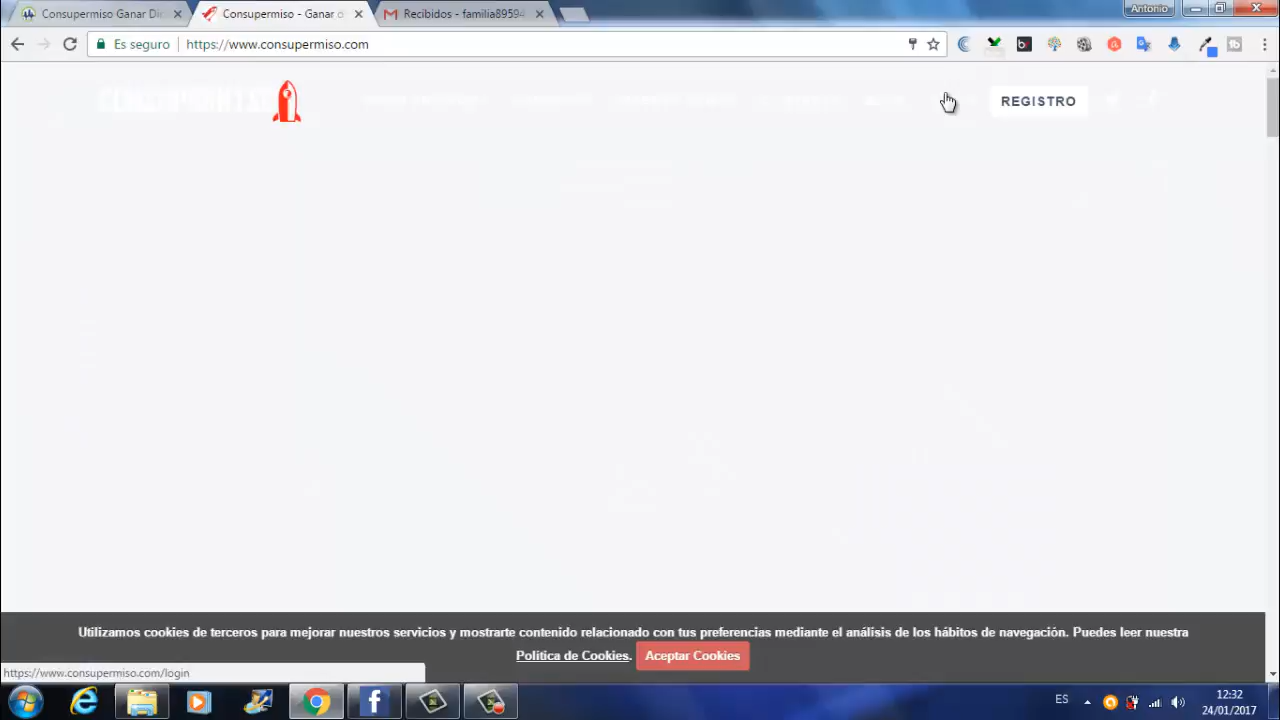 Consupermiso Ganar Di
Consupermiso - Ganar o
Recibidos - familia8959
Antonio
Es seguro
https://www.consupermiso.com
REGISTRO
Utilizamos cookies de terceros para mejorar nuestros servicios y mostrarte contenido relacionado con tus preferencias mediante el análisis de los hábitos de navegación. Puedes leer nuestra
Política de Cookies. Aceptar Cookies
https://www.consupermiso.com/login
ES
12:32
24/01/2017